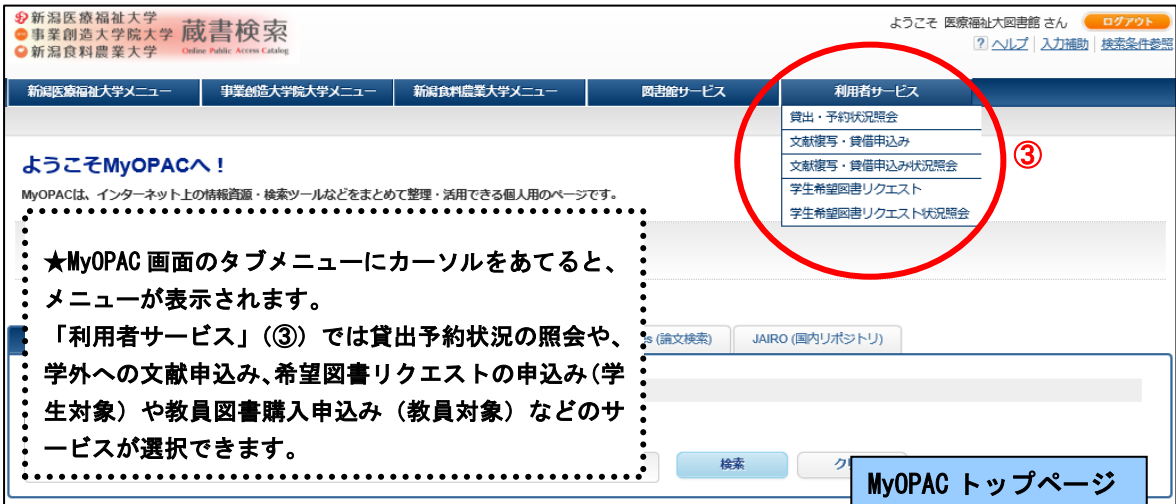 新潟医療福祉大学
事業創造大学院大学
新潟食料農業大学
蔵書検索
Online Public Access Catalog
ようこそ 医療福祉大図書館 さん
ログアウト
? ヘルプ | 入力補助 | 検索条件参照
新潟医療福祉大学メニュー
事業創造大学院大学メニュー
新潟食料農業大学メニュー
図書館サービス
利用者サービス
貸出・予約状況照会
文献複写・貸借申込み
文献複写・貸借申込み状況照会
学生希望図書リクエスト
学生希望図書リクエスト状況照会
③
ようこそMyOPACへ!
MyOPACは、インターネット上の情報資源・検索ツールなどをまとめて整理・活用できる個人用のページです。
★MyOPAC 画面のタブメニューにカーソルをあてると、
メニューが表示されます。
「利用者サービス」(③)では貸出予約状況の照会や、
学外への文献申込み、希望図書リクエストの申込み(学
生対象)や教員図書購入申込み(教員対象)などのサ
ービスが選択できます。
s (論文検索)
JAIRO (国内リポジトリ)
検索
MyOPAC トップページ